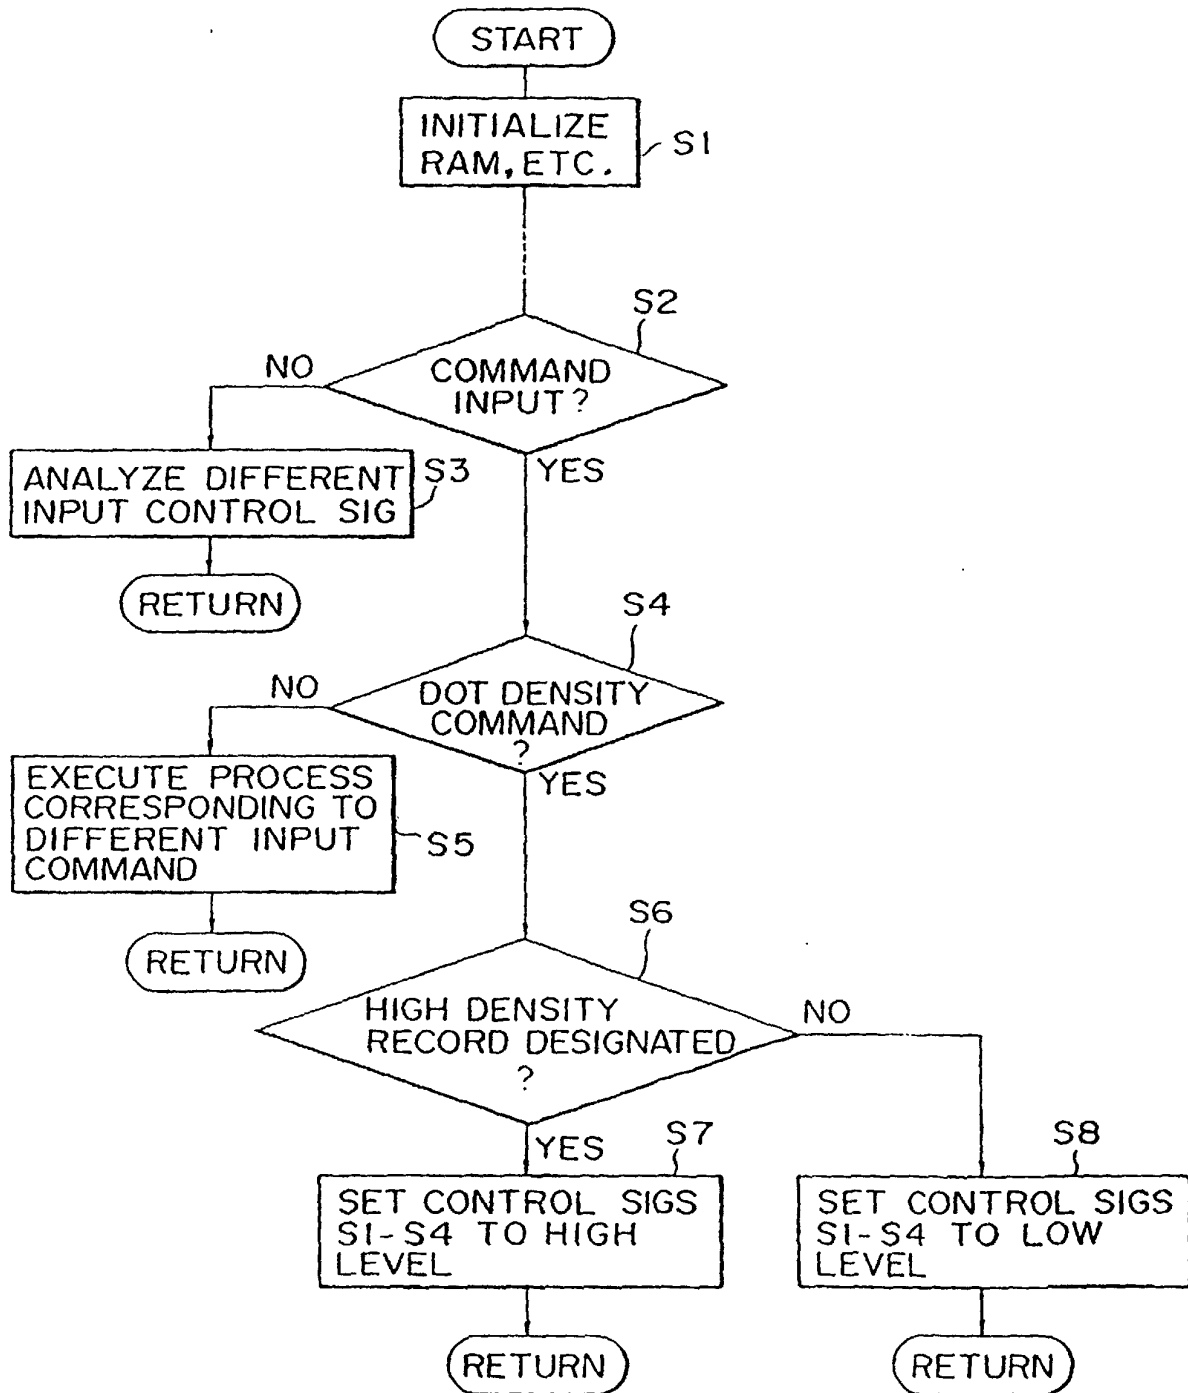 START
INITIALIZE
RAM, ETC.
S1
S2
NO
COMMAND
INPUT?
YES
ANALYZE DIFFERENT
INPUT CONTROL SIG
S3
RETURN
S4
NO
DOT DENSITY
COMMAND
?
YES
EXECUTE PROCESS
CORRESPONDING TO
DIFFERENT INPUT
COMMAND
S5
RETURN
S6
HIGH DENSITY
RECORD DESIGNATED
?
NO
YES
S7
SET CONTROL SIGS
S1-S4 TO HIGH
LEVEL
RETURN
S8
SET CONTROL SIGS
S1-S4 TO LOW
LEVEL
RETURN